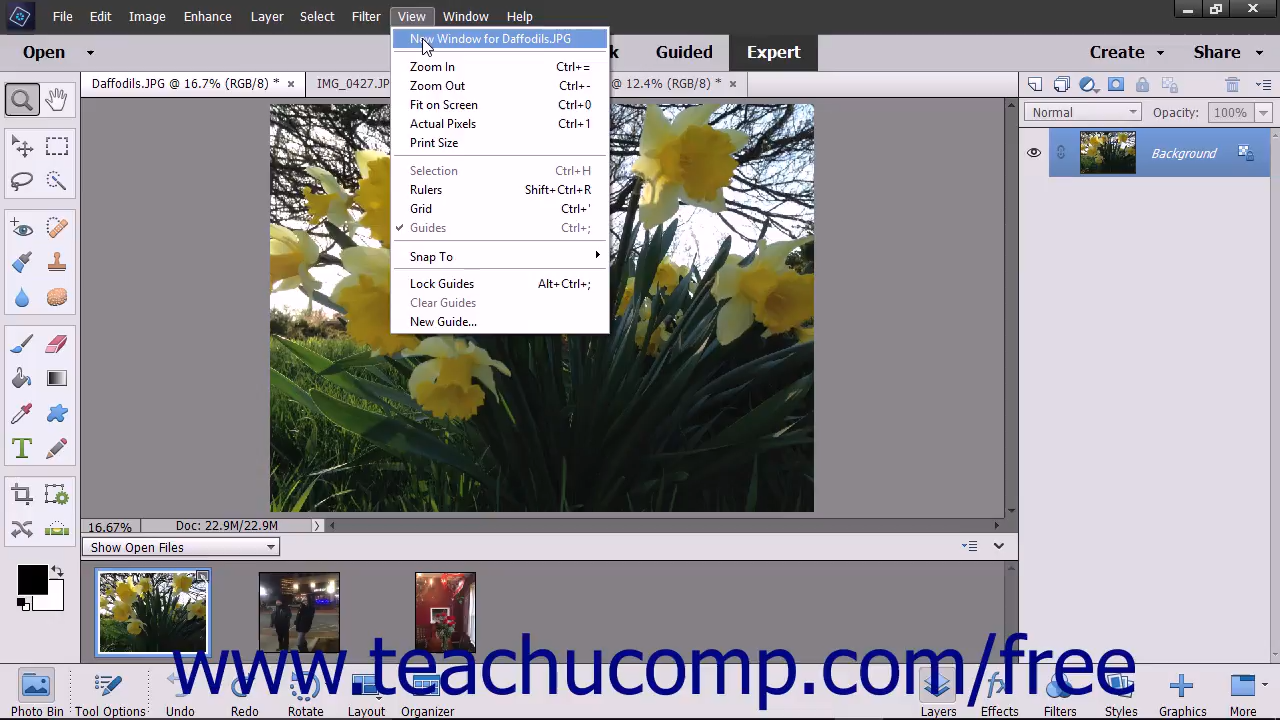 File Edit Image Enhance Layer Select Filter View Window Help
Open Guided Expert Create Share
New Window for Daffodils.JPG
Daffodils.JPG @ 16.7% (RGB/8) * × @ 12.4% (RGB/8) * ×
Zoom In Ctrl+=
Zoom Out Ctrl+-
Fit on Screen Ctrl+0
Actual Pixels Ctrl+1
Print Size
Selection Ctrl+H
Rulers Shift+Ctrl+R
Grid Ctrl+'
Guides Ctrl+;
Snap To
Lock Guides Alt+Ctrl+;
Clear Guides
New Guide...
Normal Opacity: 100%
Background
16.67% Doc: 22.9M/22.9M
Show Open Files
www.teachucomp.com/free
Photo Bin Tool Options Undo Redo Rotate Layout Organizer Layers Effects Filters Styles Graphics More